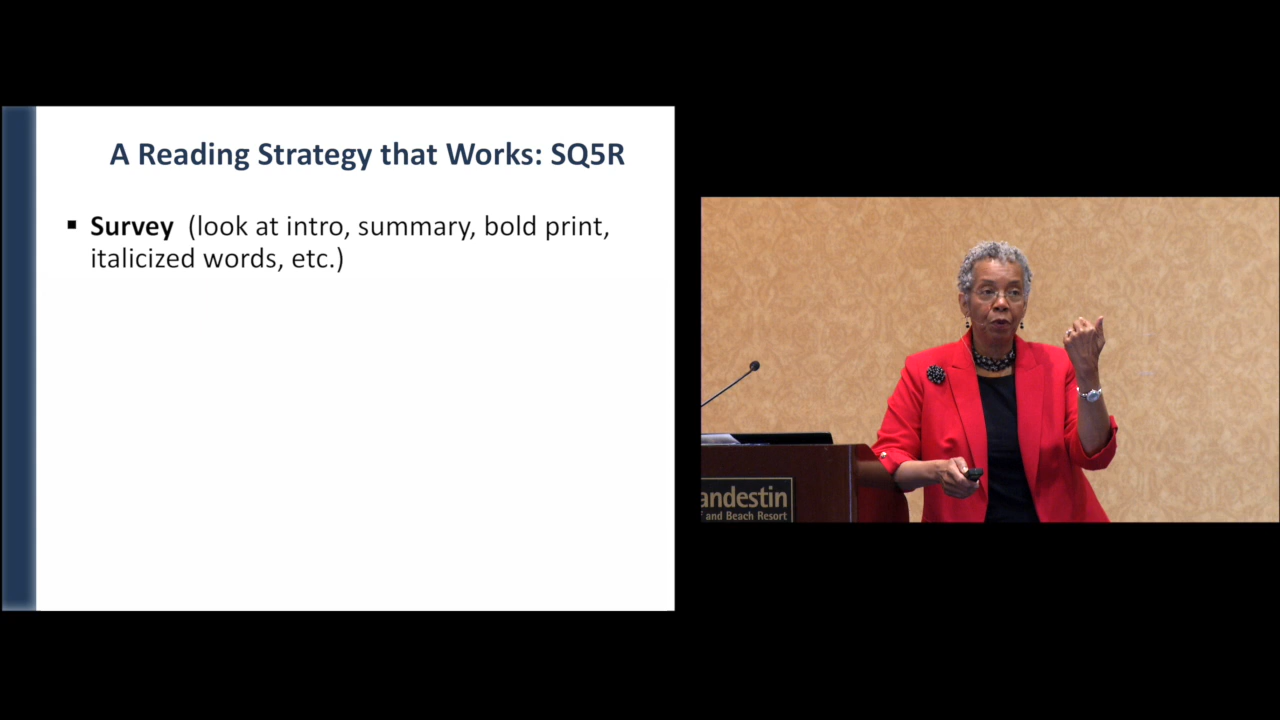 A Reading Strategy that Works: SQ5R
▪ Survey (look at intro, summary, bold print,
italicized words, etc.)
andestin
f and Beach Resort